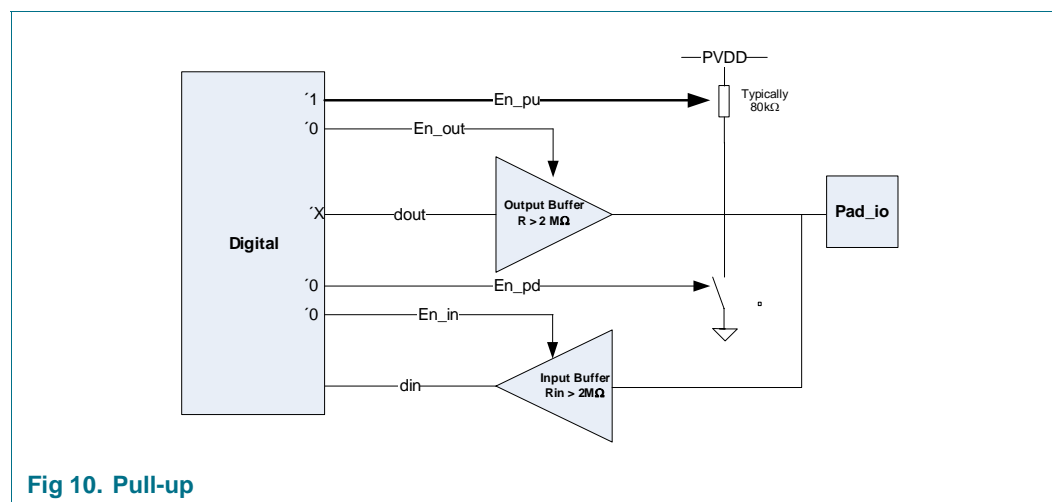 PVDD
Typically
80kΩ
´1
En_pu
´0
En_out
Output Buffer
R > 2 MΩ
´X
dout
Pad_io
Digital
´0
En_pd
´0
En_in
Input Buffer
Rin > 2MΩ
din
Fig 10. Pull-up